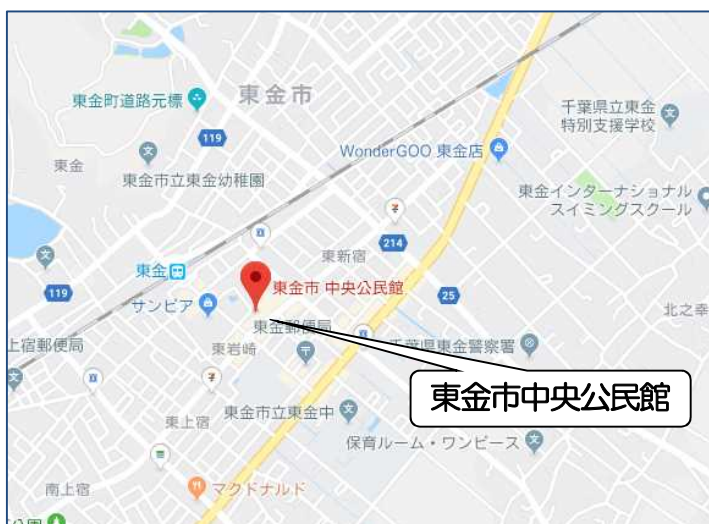 東金町道路元標
東金市
千葉県立東金
特別支援学校
119
WonderGOO 東金店
東金
東金市立東金幼稚園
東金インターナショナル
スイミングスクール
東新宿
214
東金
119
東金市 中央公民館
25
サンピア
北之幸
東金郵便局
上宿郵便局
東岩崎
千葉県東金警察署
東金市中央公民館
東上宿
東金市立東金中
保育ルーム・ワンピース
南上宿
マクドナルド
公園